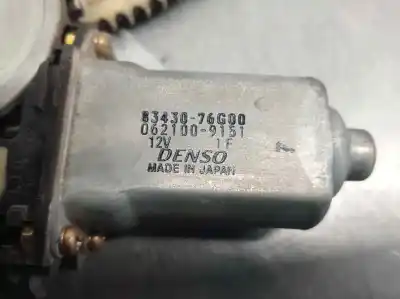 83430-76G00
062100-9151
12V 1F
DENSO
MADE IN JAPAN